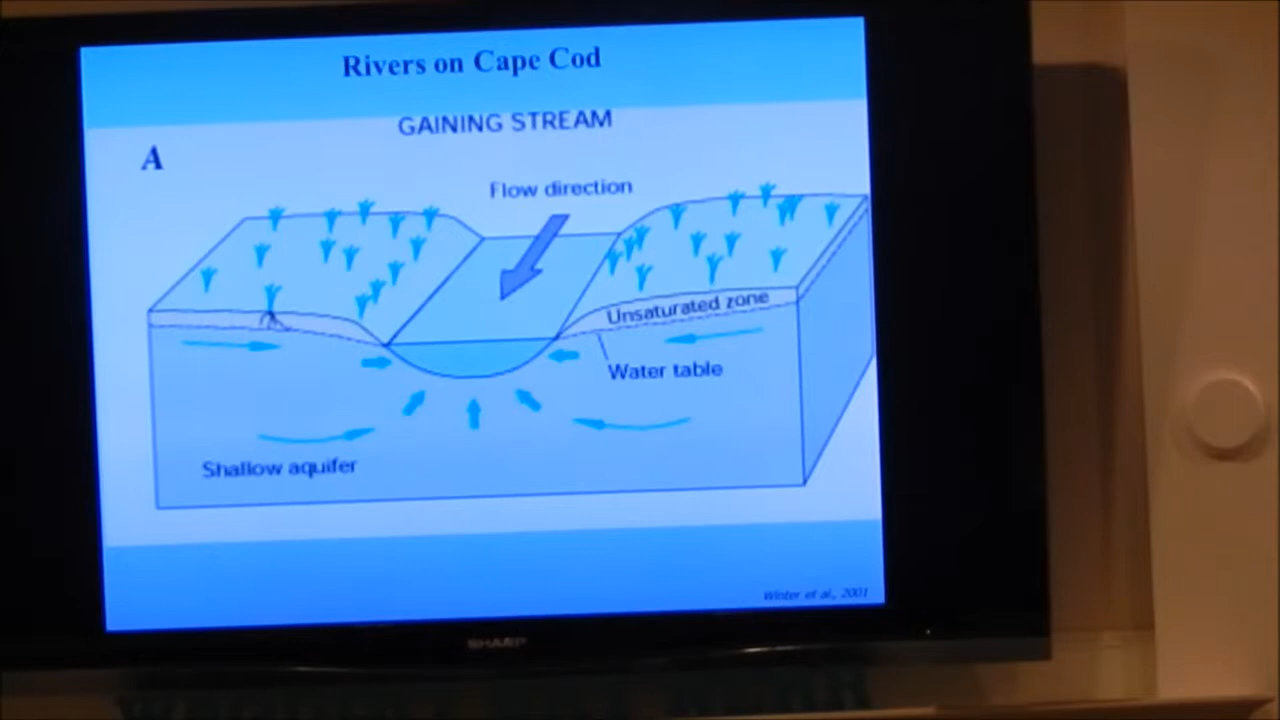 Rivers on Cape Cod
GAINING STREAM
A
Flow direction
Unsaturated zone
Water table
Shallow aquifer
Winter et al., 2001
SHARP